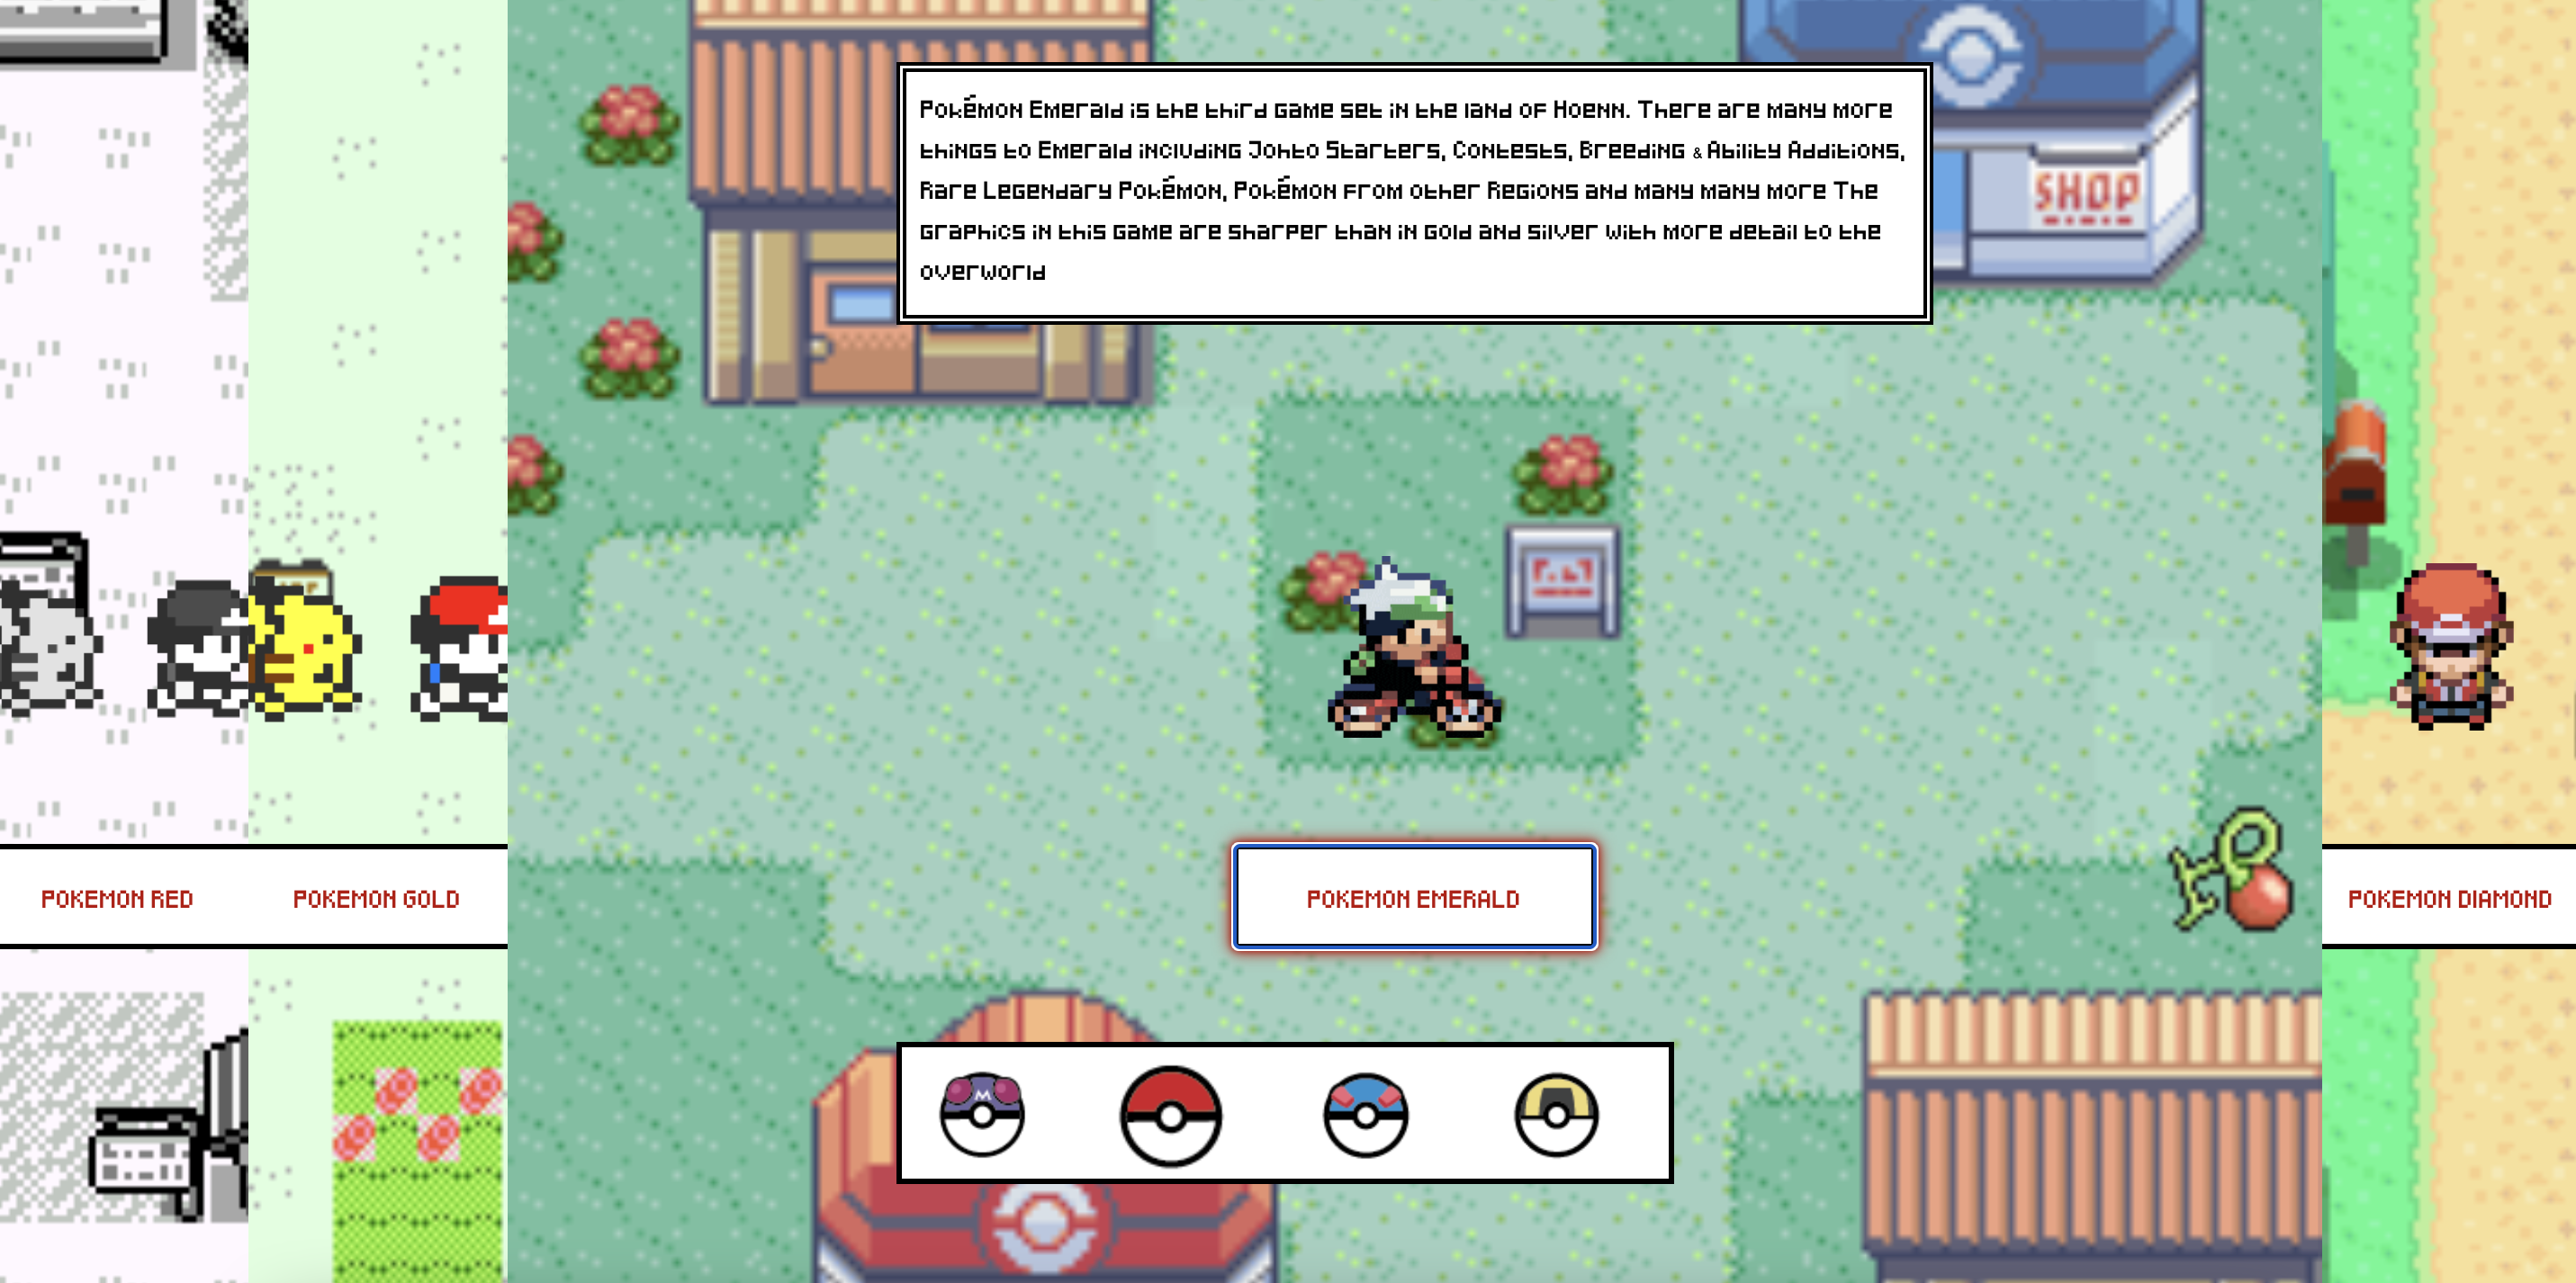 Pokémon Emerald is the third game set in the land of Hoenn. There are many more
things to Emerald including Johto Starters, Contests, Breeding & Ability Additions,
Rare Legendary Pokémon, Pokémon from other Regions and many many more The
graphics in this game are sharper than in Gold and Silver with more detail to the
overworld
SHOP
POKEMON RED
POKEMON GOLD
POKEMON EMERALD
POKEMON DIAMOND
M